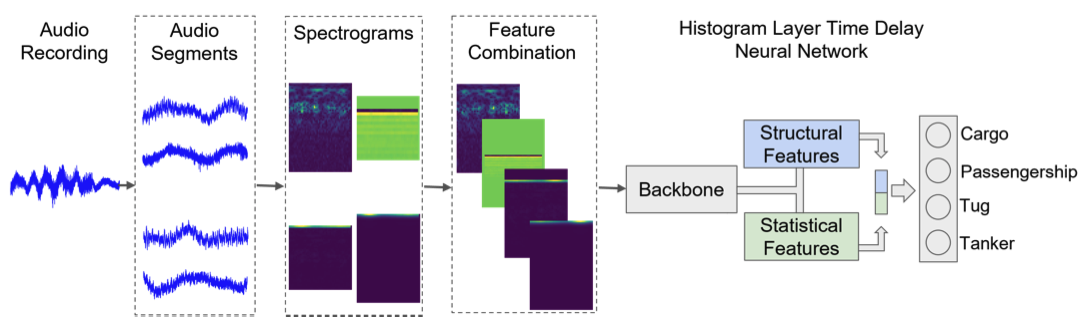 Audio
Recording
Audio
Segments
Spectrograms
Feature
Combination
Histogram Layer Time Delay
Neural Network
Backbone
Structural
Features
Statistical
Features
Cargo
Passengership
Tug
Tanker